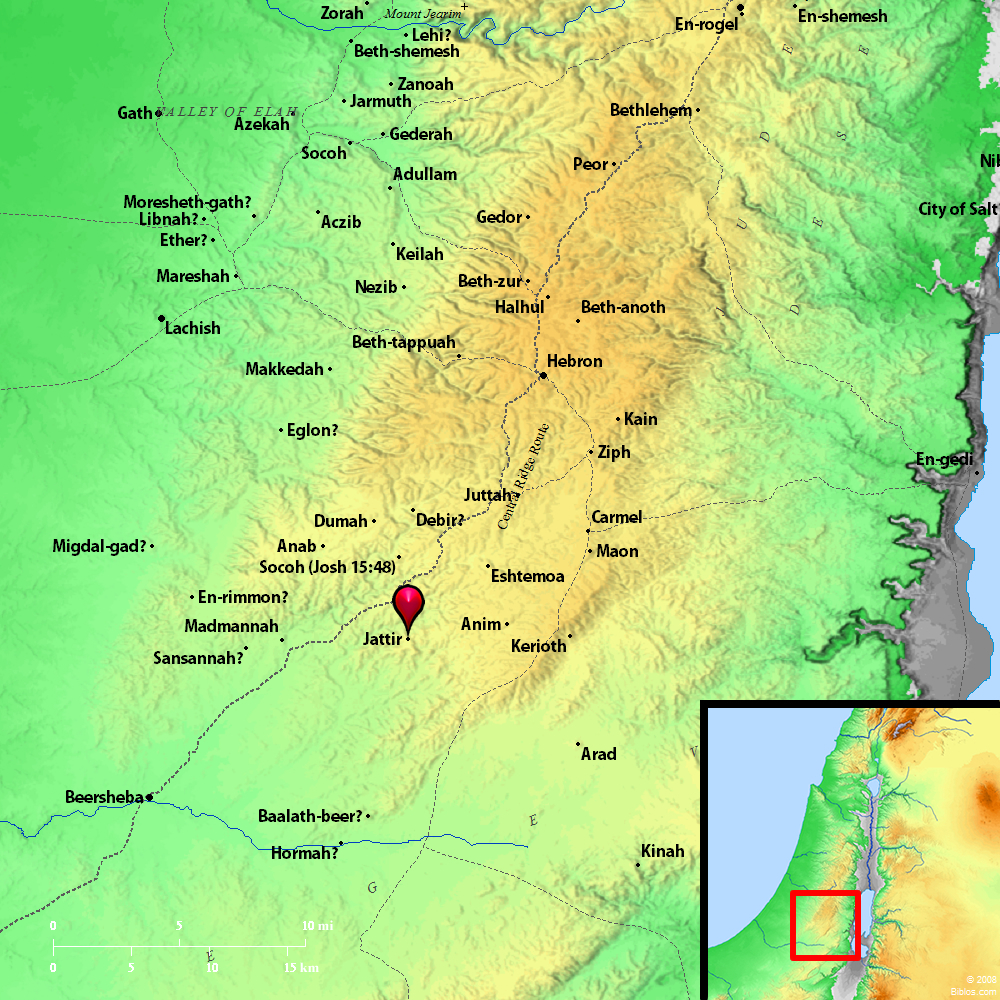 Zorah
Mount Jearim
En-rogel
En-shemesh
Lehi?
Beth-shemesh
Zanoah
Jarmuth
Gath
VALLEY OF ELAH
Azekah
Bethlehem
Gederah
Socoh
Peor
Adullam
Nib
Moresheth-gath?
Libnah?
Aczib
Gedor
City of Salt
Ether?
Keilah
Mareshah
Nezib
Beth-zur
Halhul
Beth-anoth
J U D E
D E S E
Lachish
Beth-tappuah
Hebron
Makkedah
Kain
Eglon?
Ziph
En-gedi
Central Ridge Route
Juttah
Dumah
Debir?
Carmel
Migdal-gad?
Anab
Maon
Socoh (Josh 15:48)
Eshtemoa
En-rimmon?
Madmannah
Jattir
Anim
Kerioth
Sansannah?
Arad
V
Beersheba
Baalath-beer?
Hormah?
Kinah
E
G
E
0 5 10 mi
0 5 10 15 km
© 2006
Biblos.com